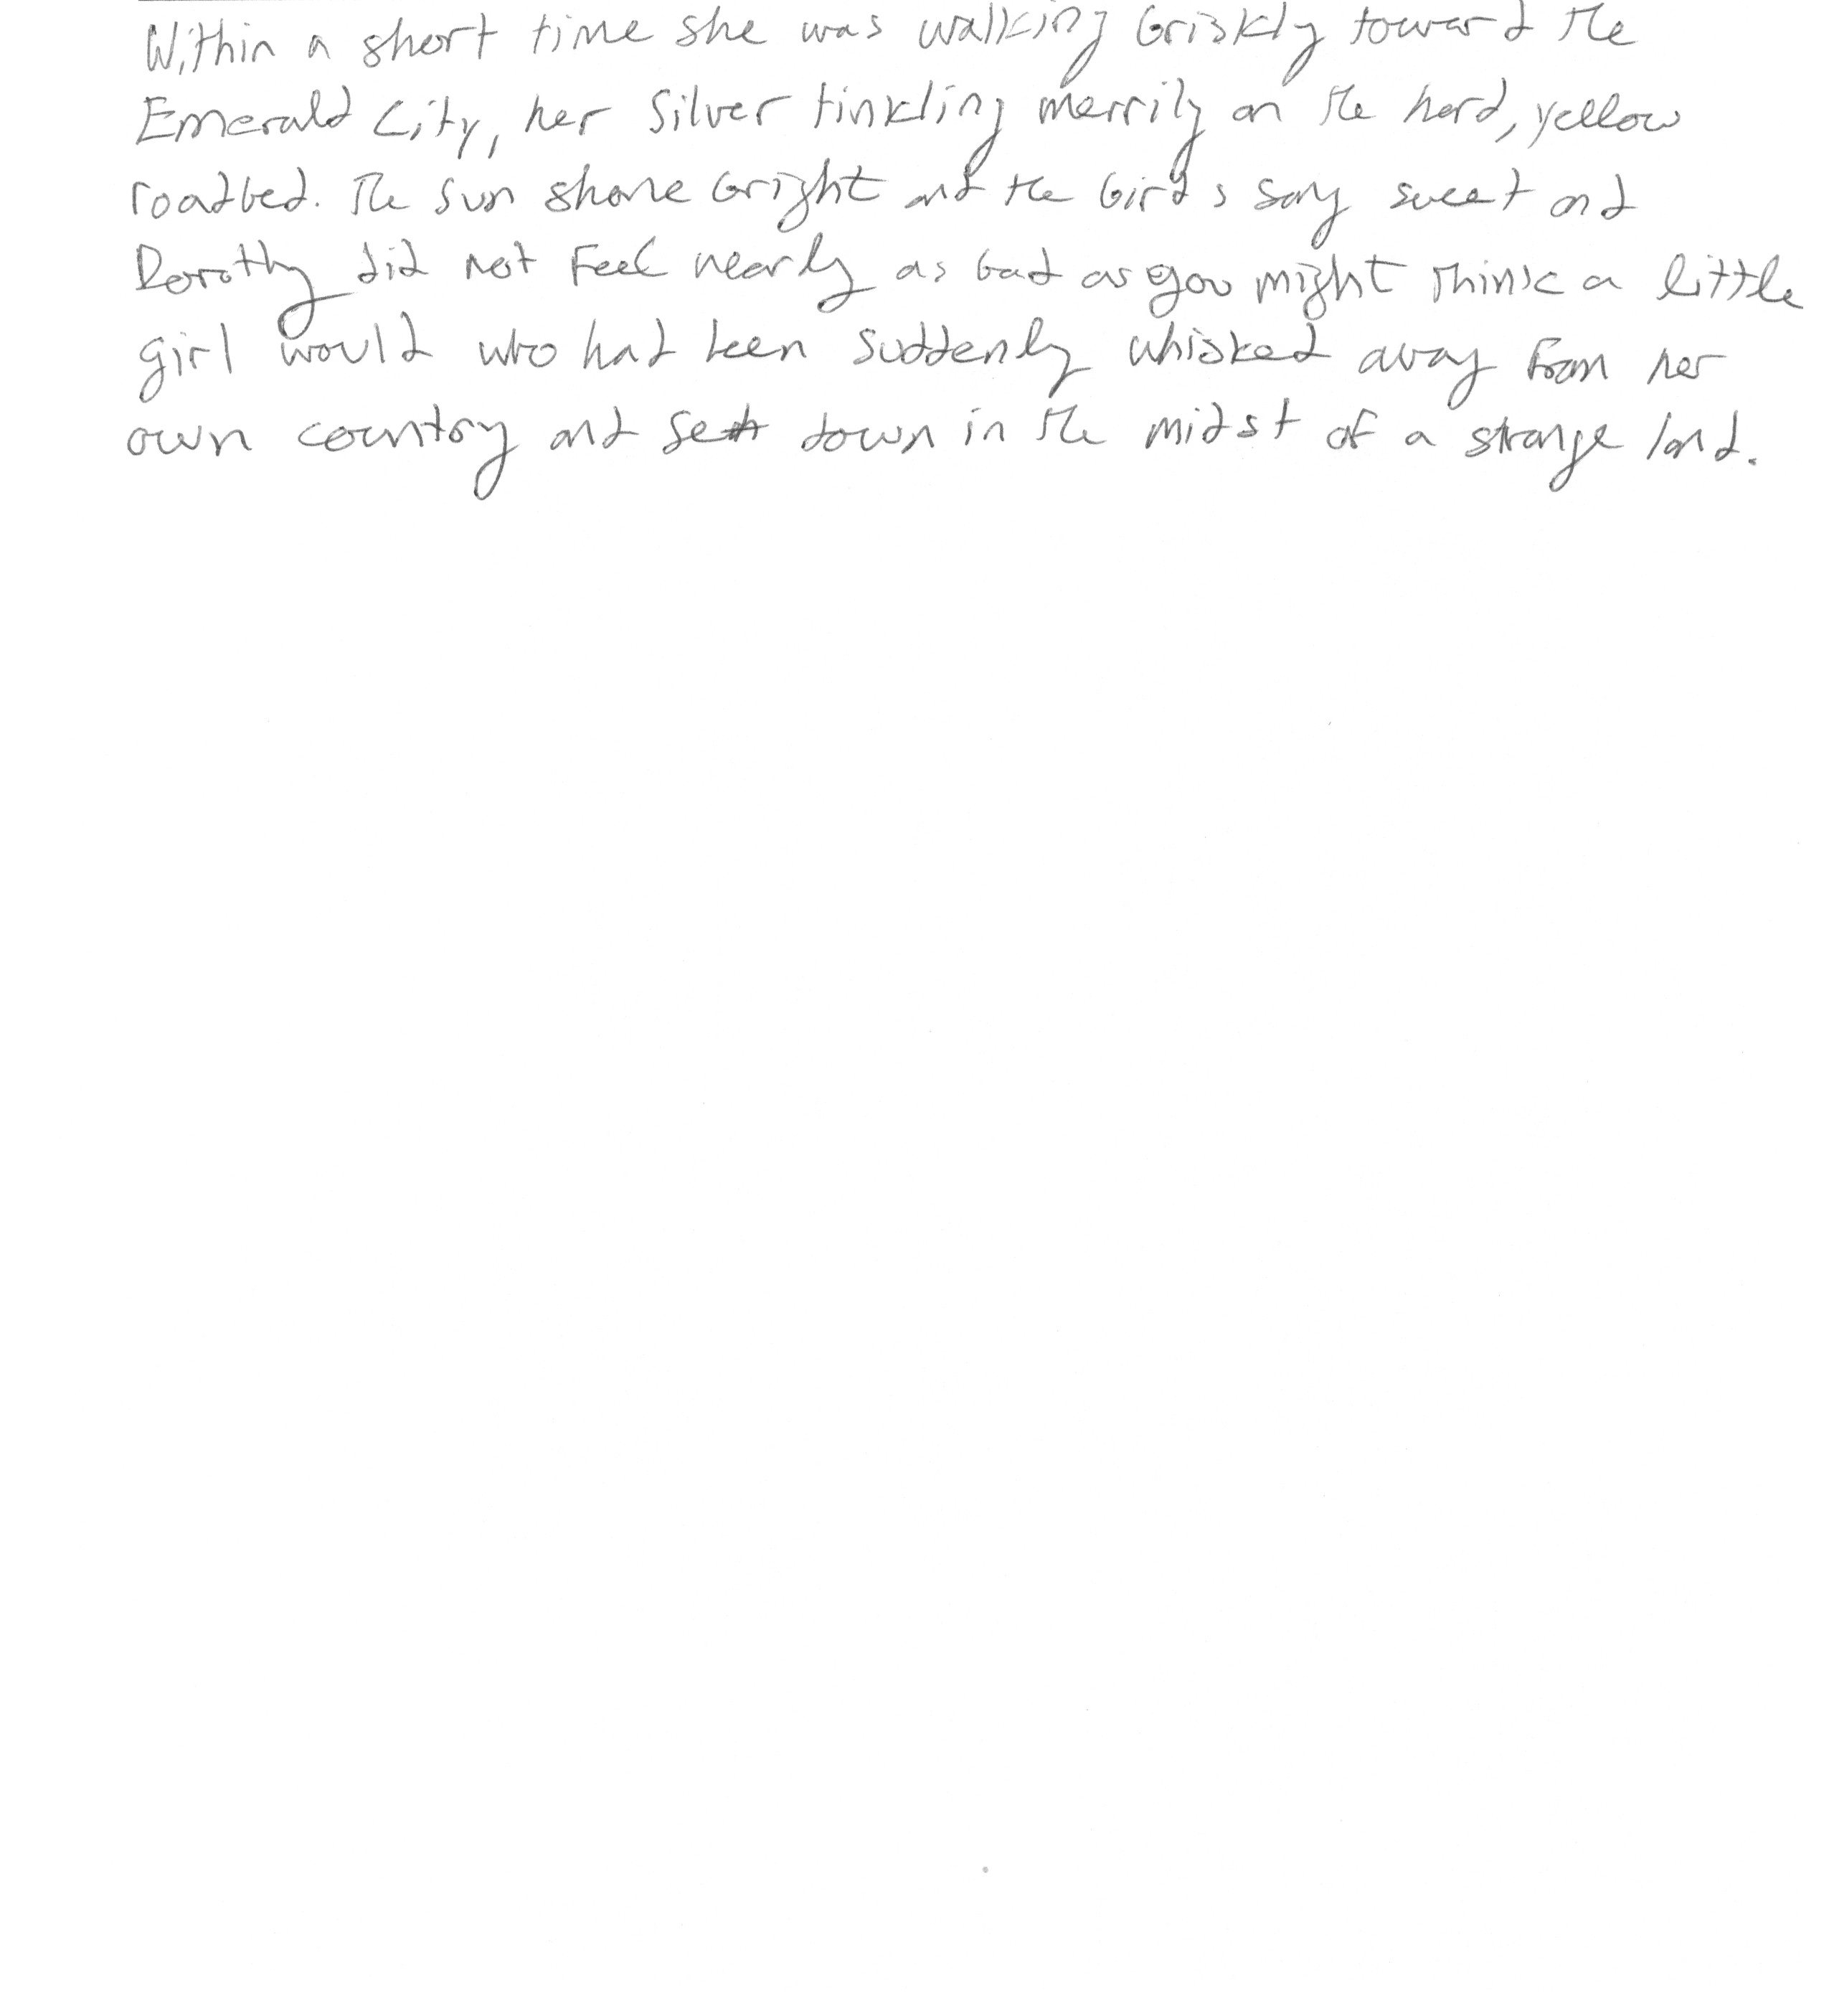 Within a short time she was walking briskly toward the
Emerald City, her Silver tinkling merrily on the hard, yellow
roadbed. The sun shone bright and the birds sang sweet and
Dorothy did not feel nearly as bad as you might think a little
girl would who had been suddenly whisked away from her
own country and set down in the midst of a strange land.